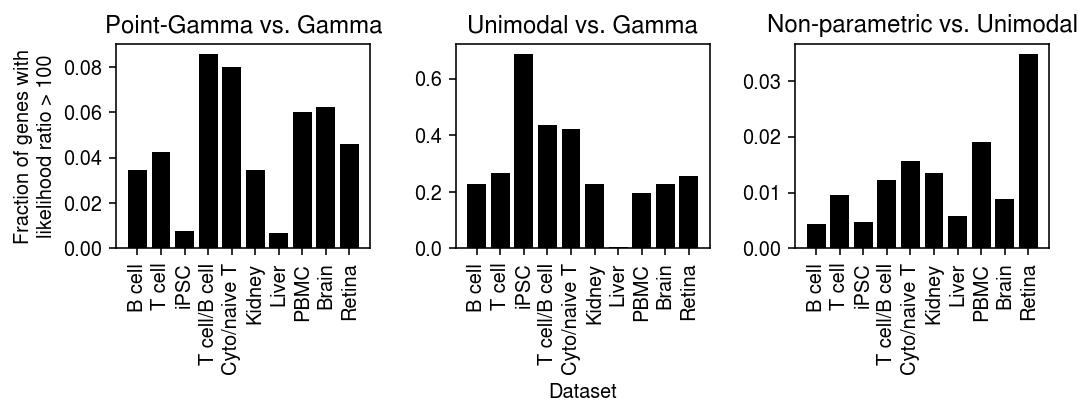 Point-Gamma vs. Gamma
Unimodal vs. Gamma
Non-parametric vs. Unimodal
Fraction of genes with
likelihood ratio > 100
0.08
0.06
0.04
0.02
0.00
B cell
T cell
iPSC
T cell/B cell
Cyto/naive T
Kidney
Liver
PBMC
Brain
Retina
0.6
0.4
0.2
0.0
B cell
T cell
iPSC
T cell/B cell
Cyto/naive T
Kidney
Liver
PBMC
Brain
Retina
0.03
0.02
0.01
0.00
B cell
T cell
iPSC
T cell/B cell
Cyto/naive T
Kidney
Liver
PBMC
Brain
Retina
Dataset